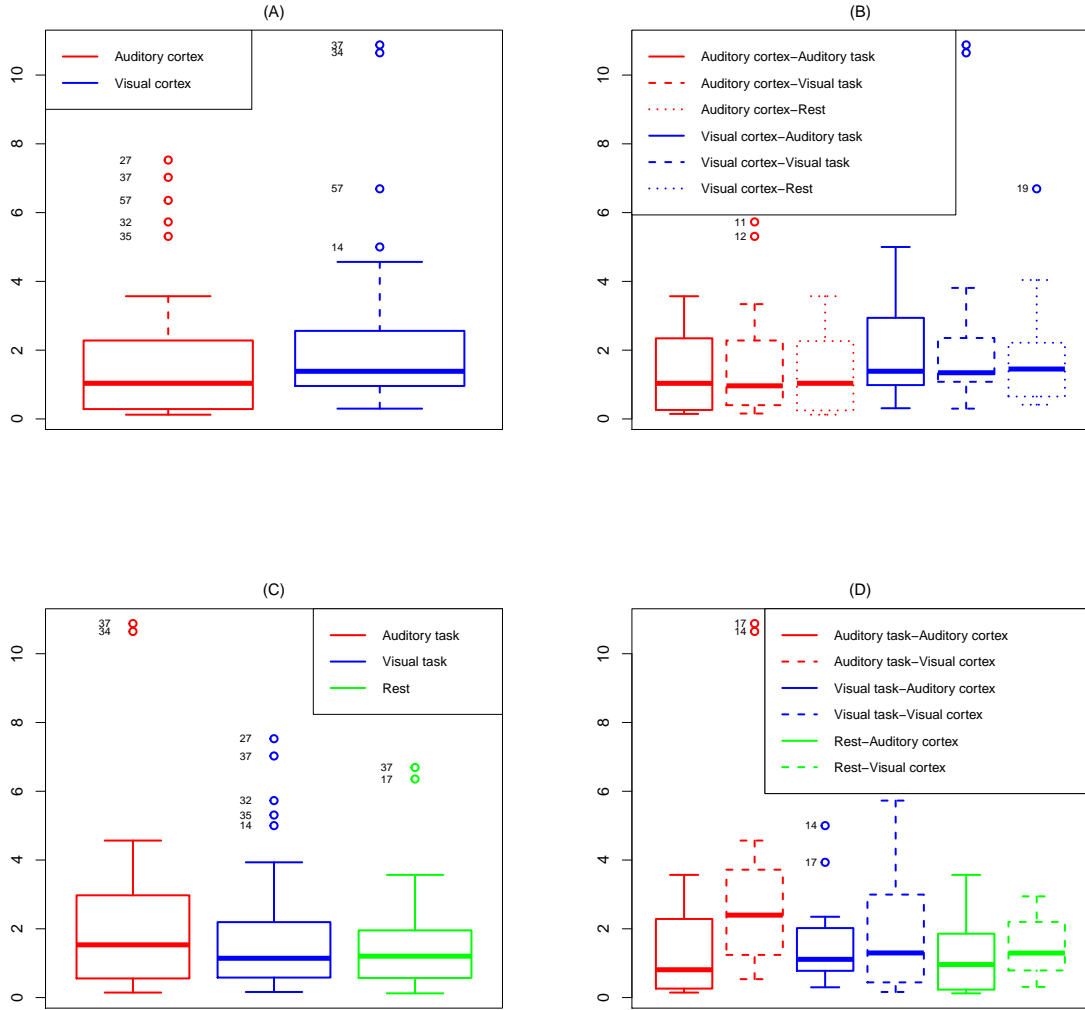 (A)
Auditory cortex
Visual cortex
37
34
27
37
57
32
35
57
14
0
2
4
6
8
10
(B)
Auditory cortex−Auditory task
Auditory cortex−Visual task
Auditory cortex−Rest
Visual cortex−Auditory task
Visual cortex−Visual task
Visual cortex−Rest
11
12
19
0
2
4
6
8
10
(C)
Auditory task
Visual task
Rest
37
34
27
37
32
35
14
37
17
0
2
4
6
8
10
(D)
Auditory task−Auditory cortex
Auditory task−Visual cortex
Visual task−Auditory cortex
Visual task−Visual cortex
Rest−Auditory cortex
Rest−Visual cortex
17
14
14
17
0
2
4
6
8
10